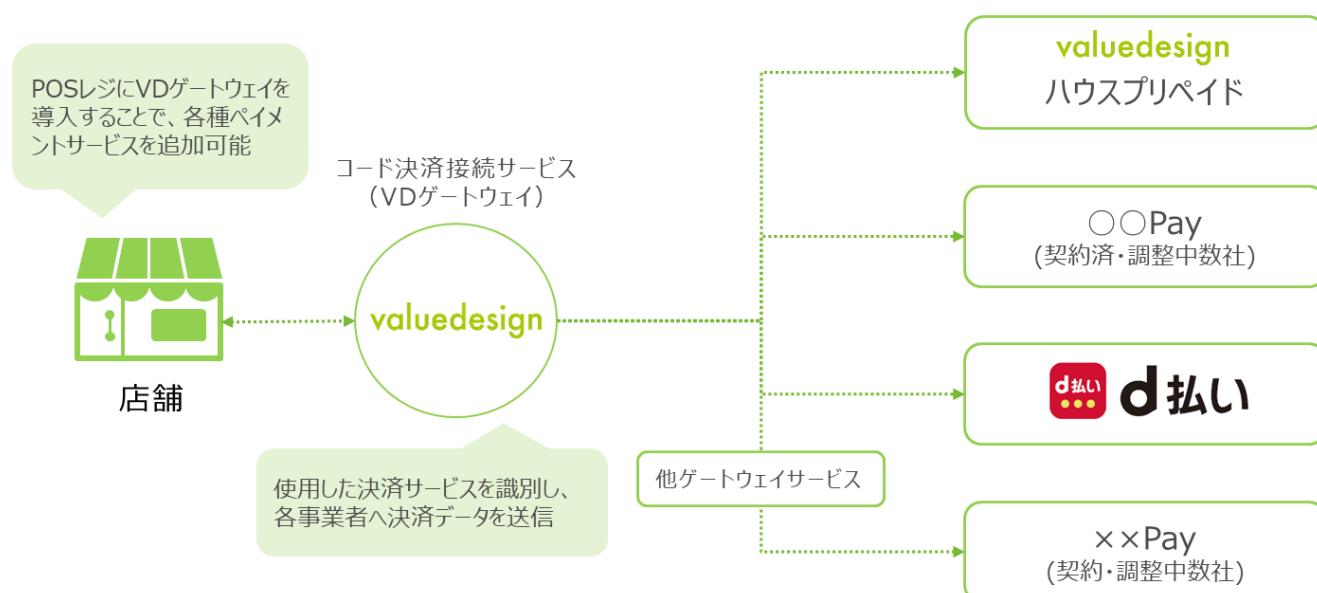 POSレジにVDゲートウェイを
導入することで、各種ペイメ
ントサービスを追加可能
店舗
コード決済接続サービス
（VDゲートウェイ）
valuedesign
使用した決済サービスを識別し、
各事業者へ決済データを送信
他ゲートウェイサービス
valuedesign
ハウスプリペイド
○○Pay
(契約済・調整中数社)
d払い
d払い
××Pay
(契約・調整中数社)